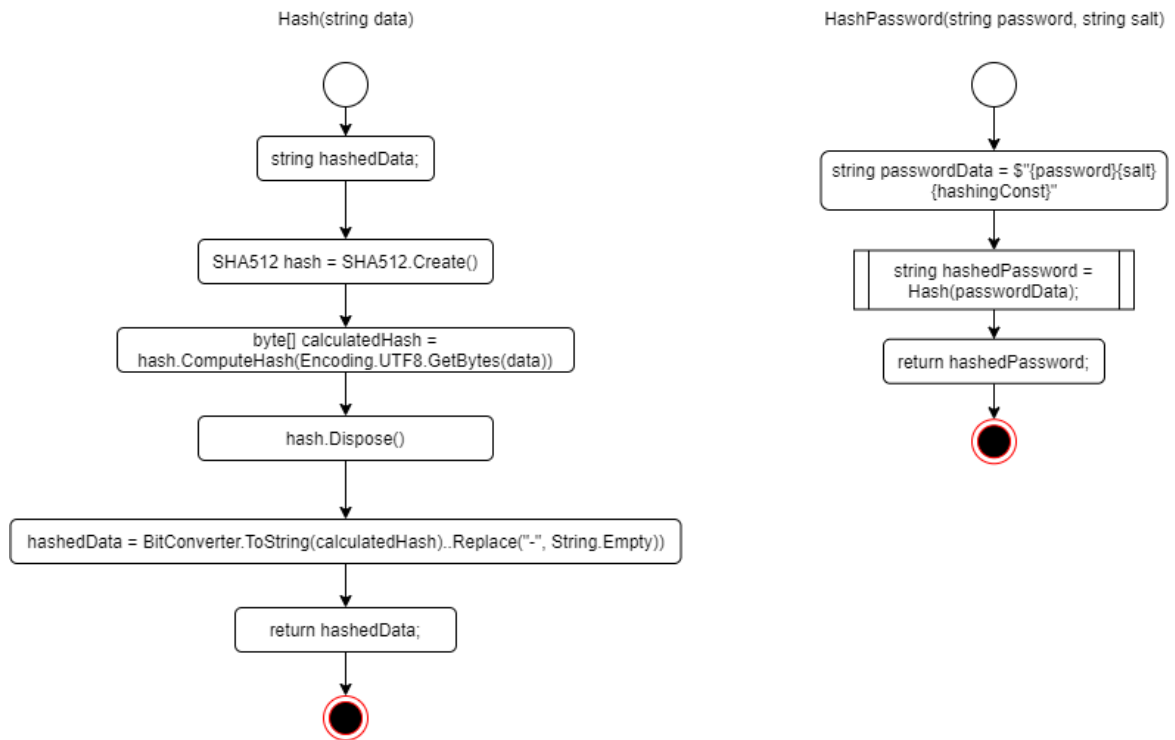 Hash(string data)
string hashedData;
SHA512 hash = SHA512.Create()
byte[] calculatedHash =
hash.ComputeHash(Encoding.UTF8.GetBytes(data))
hash.Dispose()
hashedData = BitConverter.ToString(calculatedHash)..Replace("-", String.Empty))
return hashedData;
HashPassword(string password, string salt)
string passwordData = $"{password}{salt}
{hashingConst}"
string hashedPassword =
Hash(passwordData);
return hashedPassword;